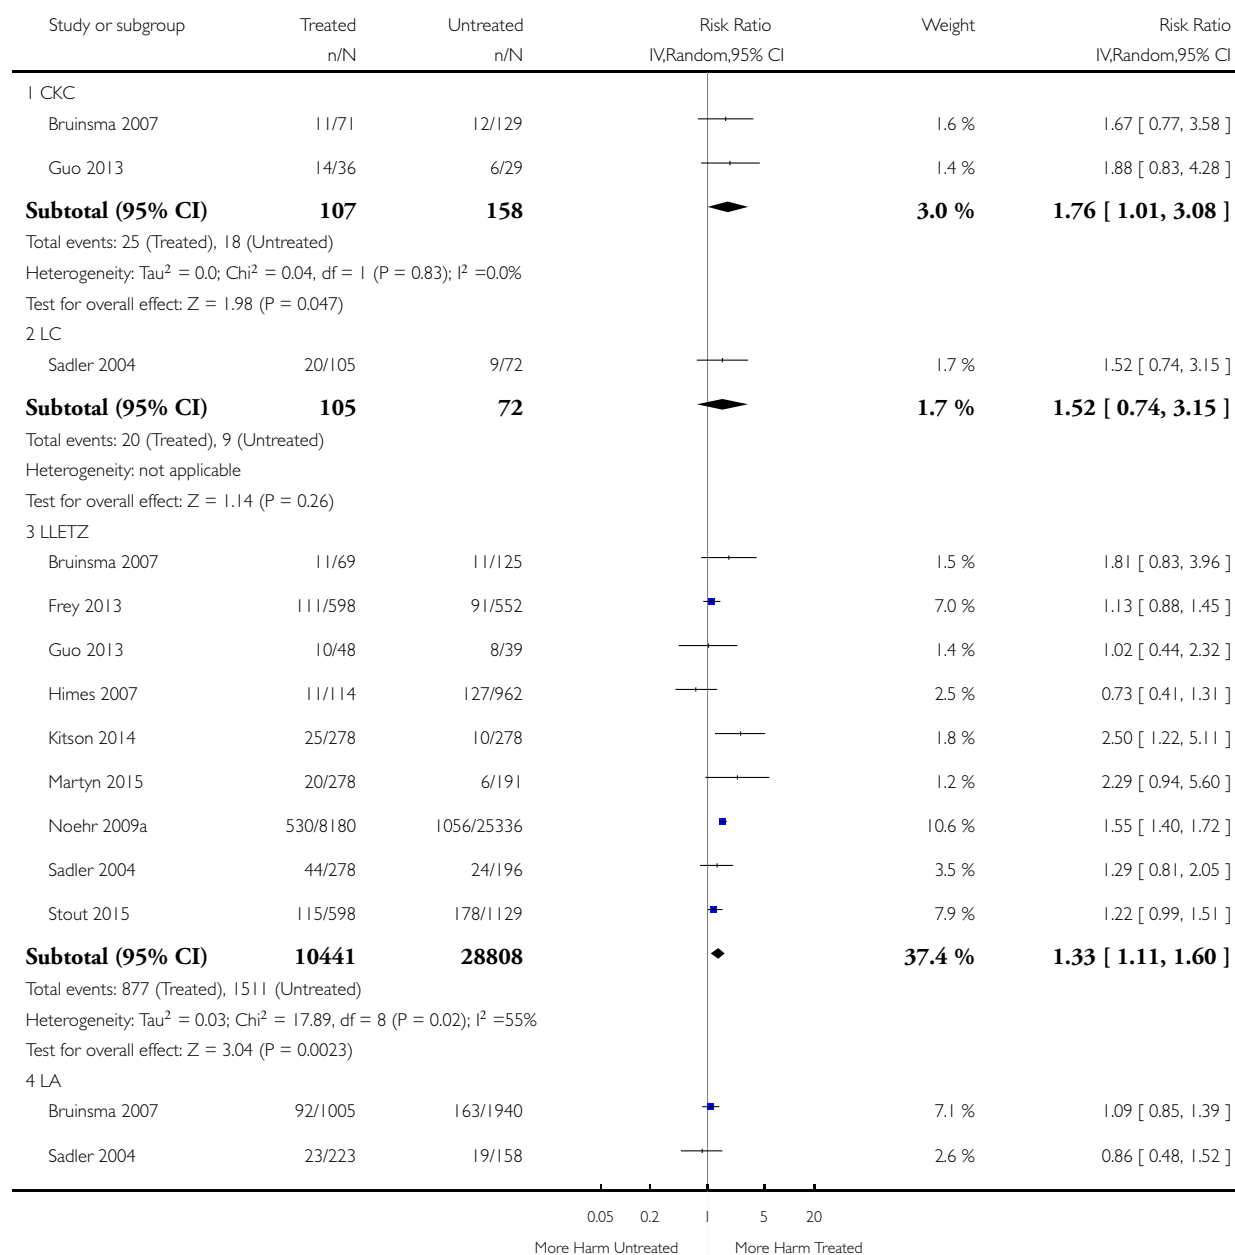 Study or subgroup Treated Untreated Risk Ratio Weight Risk Ratio
n/N n/N IV,Random,95% CI IV,Random,95% CI
1 CKC
Bruinsma 2007 11/71 12/129 1.6 % 1.67 [ 0.77, 3.58 ]
Guo 2013 14/36 6/29 1.4 % 1.88 [ 0.83, 4.28 ]
Subtotal (95% CI) 107 158 3.0 % 1.76 [ 1.01, 3.08 ]
Total events: 25 (Treated), 18 (Untreated)
Heterogeneity: Tau² = 0.0; Chi² = 0.04, df = 1 (P = 0.83); I² =0.0%
Test for overall effect: Z = 1.98 (P = 0.047)
2 LC
Sadler 2004 20/105 9/72 1.7 % 1.52 [ 0.74, 3.15 ]
Subtotal (95% CI) 105 72 1.7 % 1.52 [ 0.74, 3.15 ]
Total events: 20 (Treated), 9 (Untreated)
Heterogeneity: not applicable
Test for overall effect: Z = 1.14 (P = 0.26)
3 LLETZ
Bruinsma 2007 11/69 11/125 1.5 % 1.81 [ 0.83, 3.96 ]
Frey 2013 111/598 91/552 7.0 % 1.13 [ 0.88, 1.45 ]
Guo 2013 10/48 8/39 1.4 % 1.02 [ 0.44, 2.32 ]
Himes 2007 11/114 127/962 2.5 % 0.73 [ 0.41, 1.31 ]
Kitson 2014 25/278 10/278 1.8 % 2.50 [ 1.22, 5.11 ]
Martyn 2015 20/278 6/191 1.2 % 2.29 [ 0.94, 5.60 ]
Noehr 2009a 530/8180 1056/25336 10.6 % 1.55 [ 1.40, 1.72 ]
Sadler 2004 44/278 24/196 3.5 % 1.29 [ 0.81, 2.05 ]
Stout 2015 115/598 178/1129 7.9 % 1.22 [ 0.99, 1.51 ]
Subtotal (95% CI) 10441 28808 37.4 % 1.33 [ 1.11, 1.60 ]
Total events: 877 (Treated), 1511 (Untreated)
Heterogeneity: Tau² = 0.03; Chi² = 17.89, df = 8 (P = 0.02); I² =55%
Test for overall effect: Z = 3.04 (P = 0.0023)
4 LA
Bruinsma 2007 92/1005 163/1940 7.1 % 1.09 [ 0.85, 1.39 ]
Sadler 2004 23/223 19/158 2.6 % 0.86 [ 0.48, 1.52 ]
0.05 0.2 1 5 20
More Harm Untreated More Harm Treated